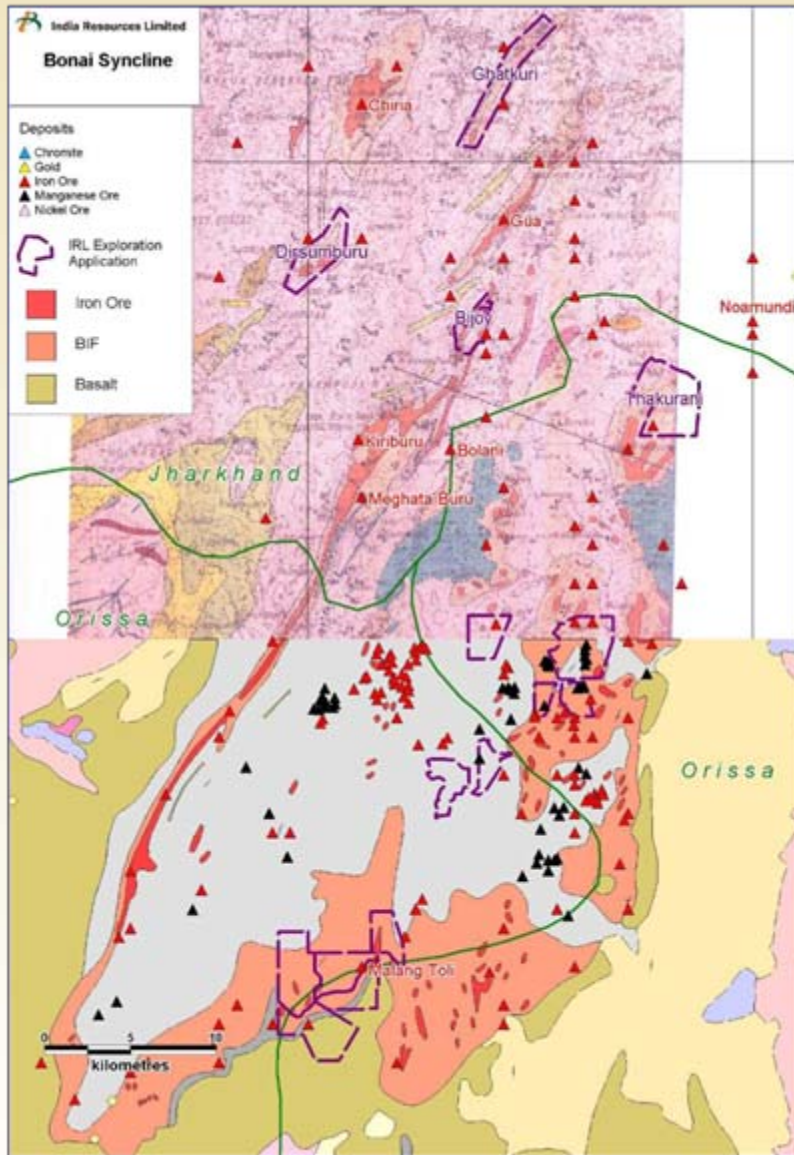 India Resources Limited
Bonai Syncline
Deposits
Chromite
Gold
Iron Ore
Manganese Ore
Nickel Ore
IRL Exploration
Application
Iron Ore
BIF
Basalt
Ghatkuri
Chiria
Gua
Dirsumburu
Bijoy
Noamundi
Thakurani
Kiriburu
Bolani
Jharkhand
Meghata Buru
Orissa
Orissa
Malang Toli
0 5 10
kilometres